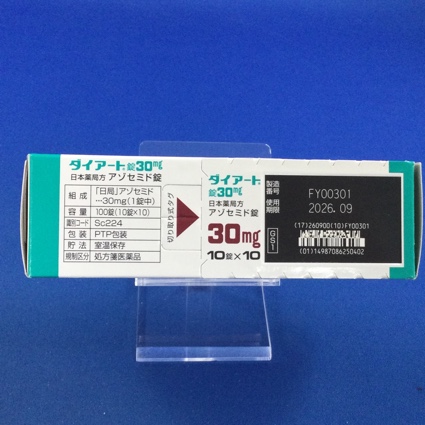 ダイアート錠30mg
日本薬局方 アゾセミド錠
組成 「日局」アゾセミド…30mg(1錠中)
容量 100錠(10錠×10)
識別コード Sc224
包装 PTP包装
貯法 室温保存
規制区分 処方箋医薬品
切り取り式タグ
ダイアート®
錠30mg
日本薬局方
アゾセミド錠
30mg
10錠×10
製造番号 FY00301
使用期限 2026.09
(17)260900(10)FY00301
GS1
(01)14987086250402